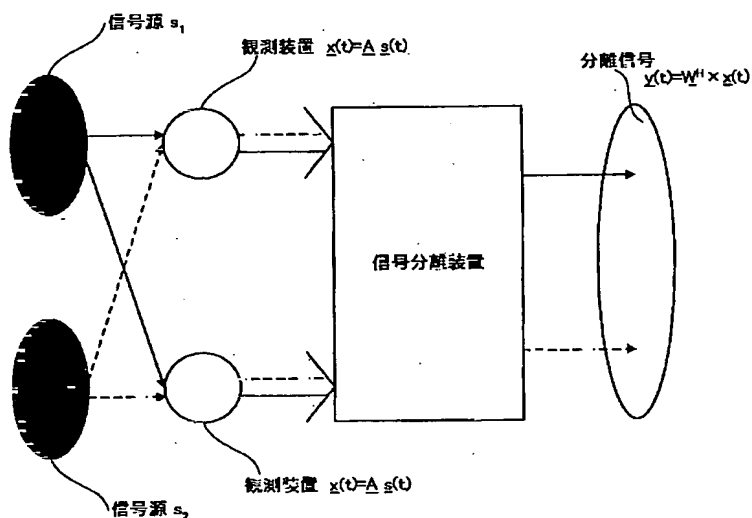 信号源 s₁
観測装置 x(t)=A s(t)
分離信号
y(t)=Wᴴ × x(t)
信号分離装置
観測装置 x(t)=A s(t)
信号源 s₂